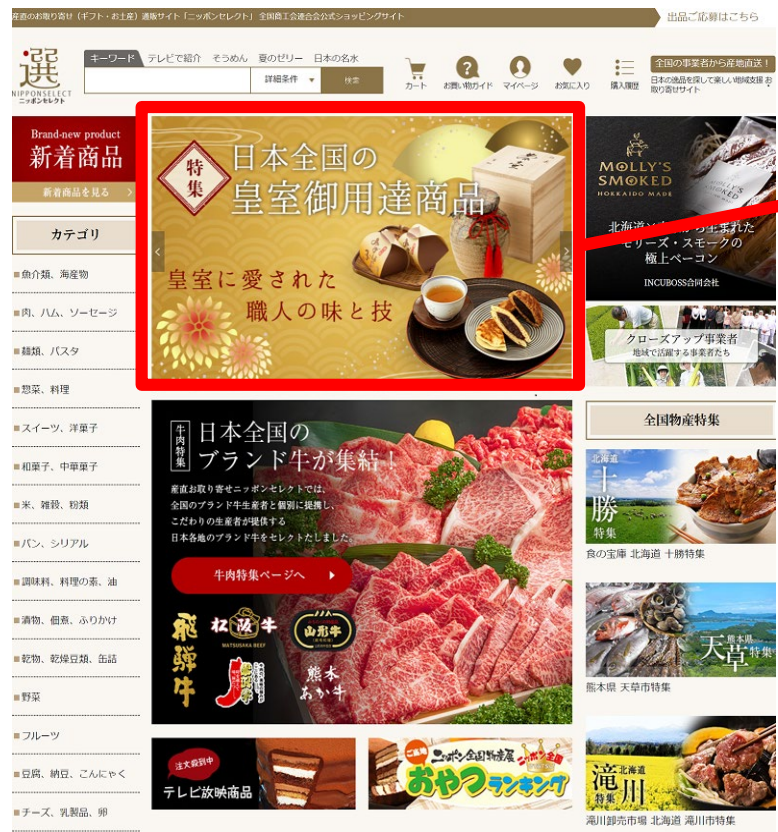 産直のお取り寄せ（ギフト・お土産）通販サイト「ニッポンセレクト」 全国商工会連合会公式ショッピングサイト
出品ご応募はこちら
選
NIPPONSELECT
ニッポンセレクト
キーワード テレビで紹介 そうめん 夏のゼリー 日本の名水
詳細条件 ▼ 検索
カート お買い物ガイド マイページ お気に入り 購入履歴
全国の事業者から産地直送！
日本の逸品を探して楽しい地域支援 お取り寄せサイト
Brand-new product
新着商品
新着商品を見る >
カテゴリ
魚介類、海産物
肉、ハム、ソーセージ
麺類、パスタ
惣菜、料理
スイーツ、洋菓子
和菓子、中華菓子
米、雑穀、粉類
パン、シリアル
調味料、料理の素、油
漬物、佃煮、ふりかけ
乾物、乾燥豆類、缶詰
野菜
フルーツ
豆腐、納豆、こんにゃく
チーズ、乳製品、卵
特集
日本全国の
皇室御用達商品
皇室に愛された
職人の味と技
牛肉特集
日本全国の
ブランド牛が集結！
産直お取り寄せニッポンセレクトでは、
全国のブランド牛生産者と個別に提携し、
こだわりの生産者が提供する
日本各地のブランド牛をセレクトたしました。
牛肉特集ページへ
飛騨牛
松阪牛
MATSUSAKA BEEF
山形牛
熊本
あか牛
注文殺到中
テレビ放映商品
ご当地
ニッポン全国物産展
ニッポン全国
おやつランキング
MOLLY'S
SMOKED
HOKKAIDO MADE
北海道
から生まれた
モリーズ・スモークの
極上ベーコン
INCUBOSS合同会社
クローズアップ事業者
地域で活躍する事業者たち
全国物産特集
北海道
十勝
特集
食の宝庫 北海道 十勝特集
熊本県
天草特集
熊本県 天草市特集
北海道
滝川
特集
滝川卸売市場 北海道 滝川市特集